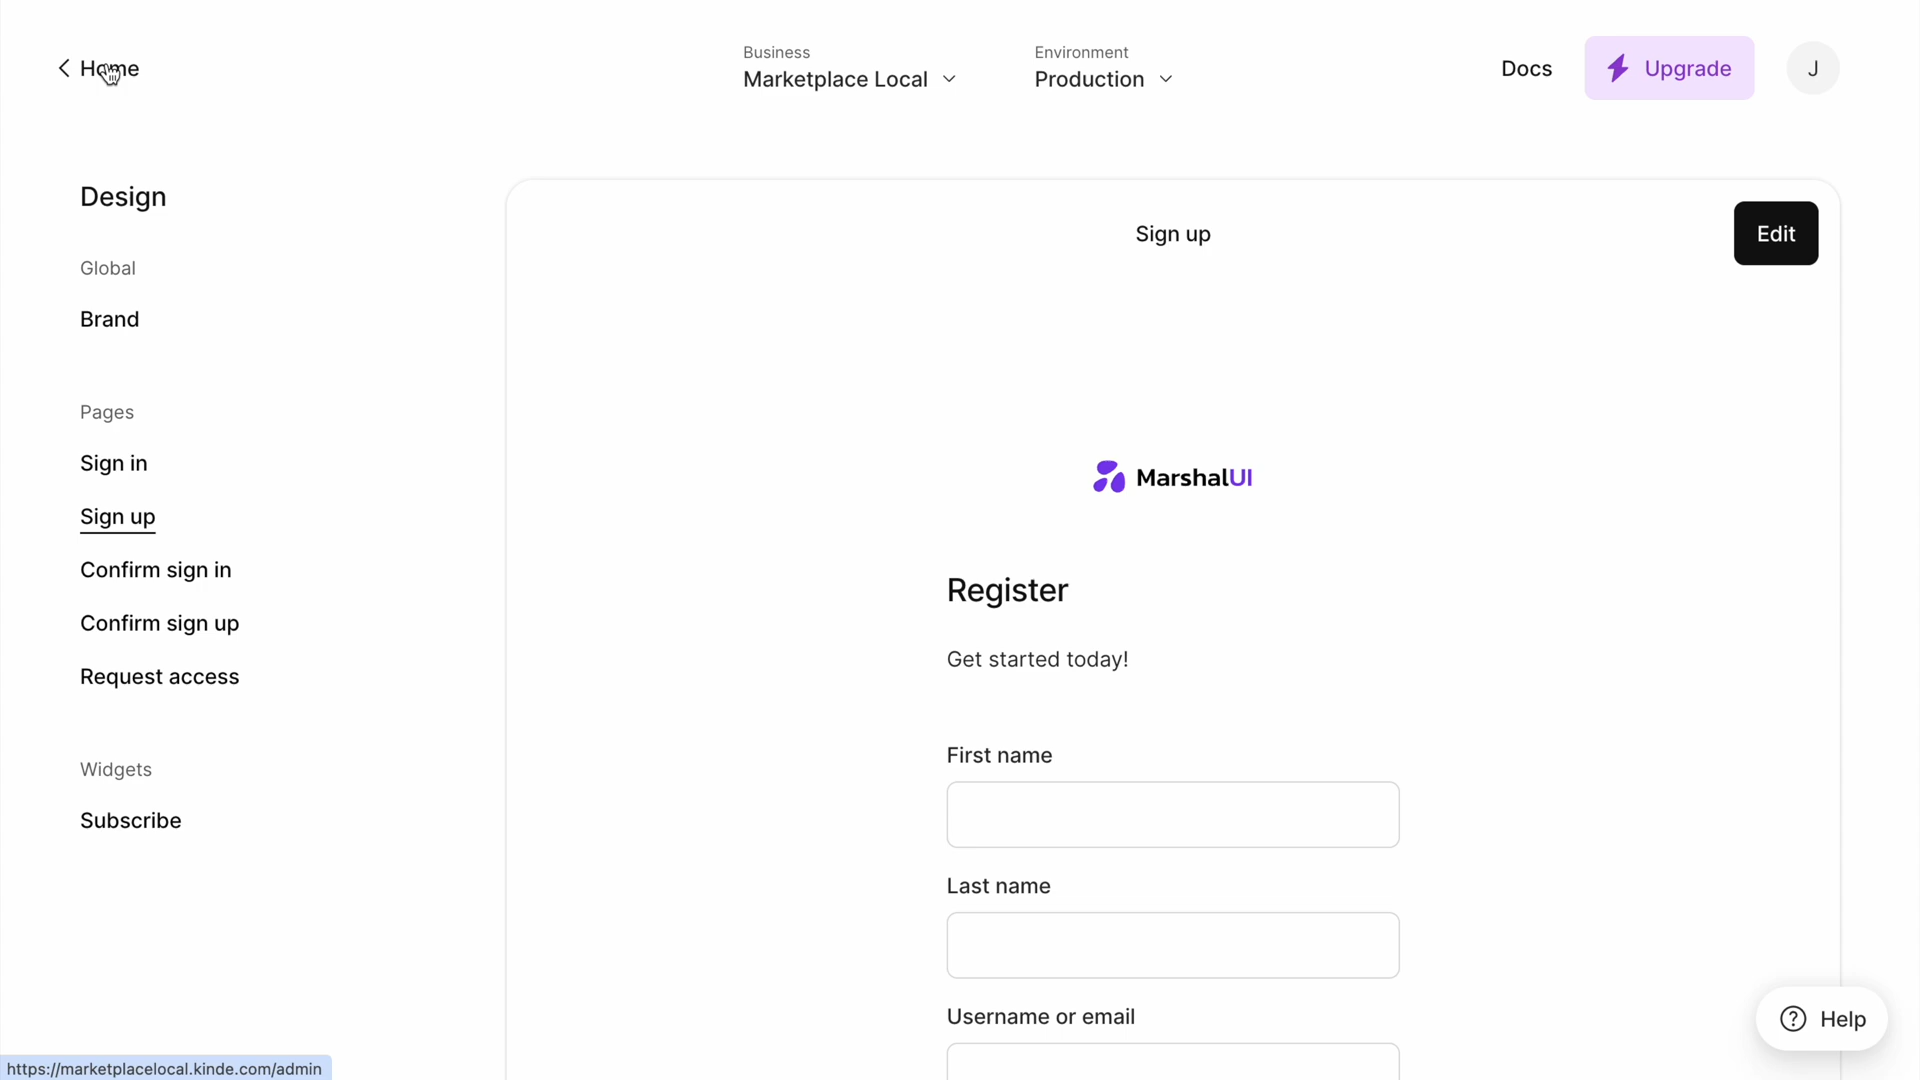 Home
Business
Marketplace Local
Environment
Production
Docs
Upgrade
J
Design
Global
Brand
Pages
Sign in
Sign up
Confirm sign in
Confirm sign up
Request access
Widgets
Subscribe
Sign up
Edit
MarshalUI
Register
Get started today!
First name
Last name
Username or email
Help
https://marketplacelocal.kinde.com/admin